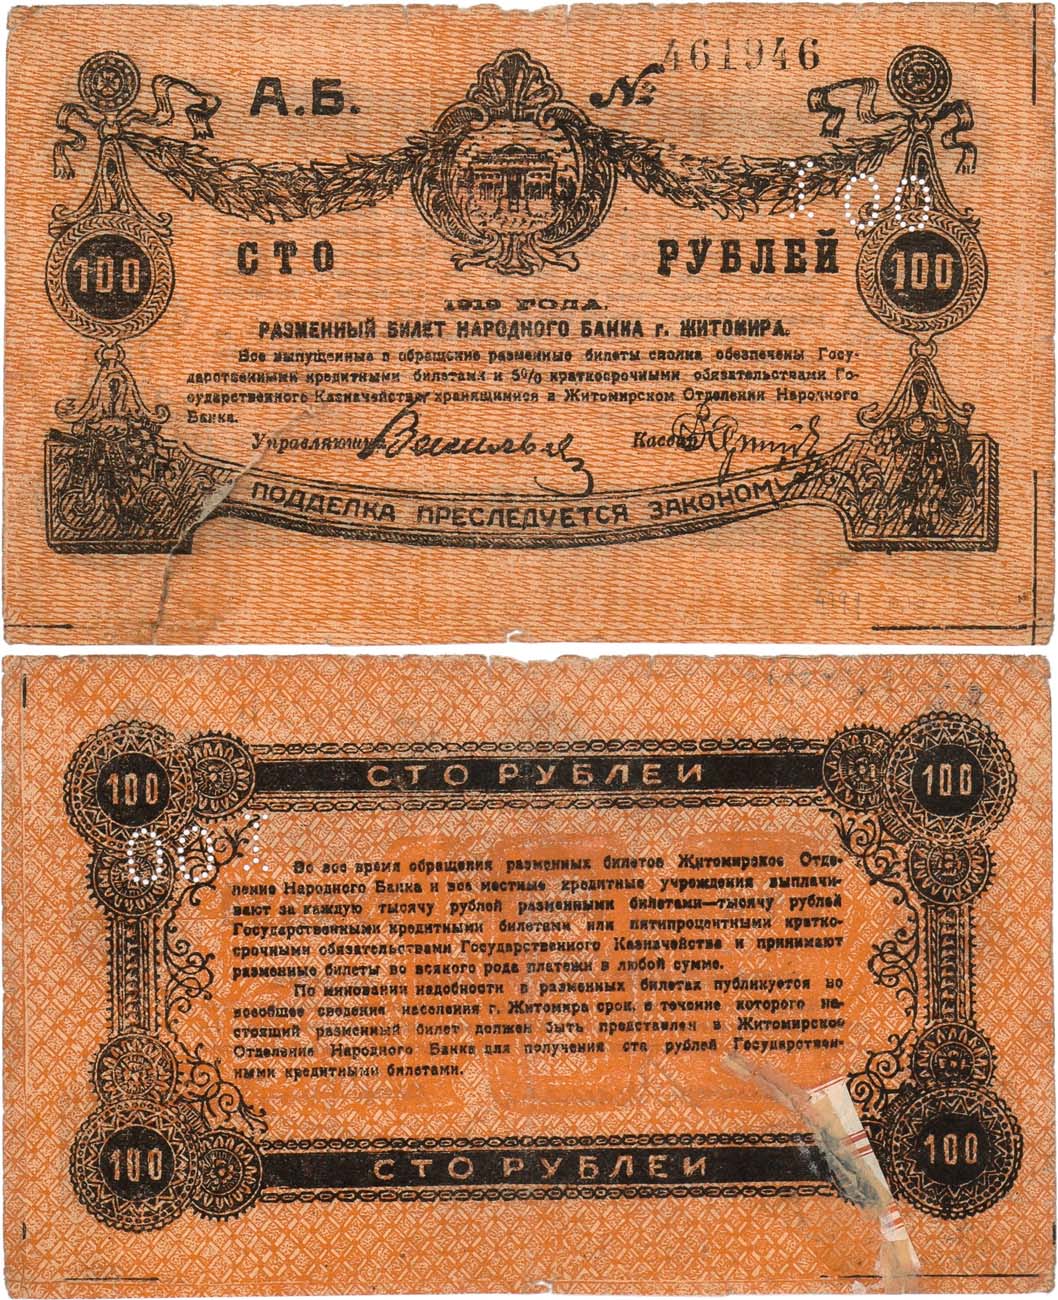 А.Б. № 461946
100
СТО РУБЛЕЙ
100 100
1919 ГОДА.
РАЗМЕННЫЙ БИЛЕТ НАРОДНОГО БАНКА г. ЖИТОМИРА.
Все выпущенные в обращение разменные билеты сполна обеспечены Госу-
дарственными кредитными билетами и 5% краткосрочными обязательствами Го-
сударственного Казначейства хранящимися в Житомирском Отделении Народного
Банка.
Управляющий Васильев Кассир
ПОДДЕЛКА ПРЕСЛЕДУЕТСЯ ЗАКОНОМЪ
100 СТО РУБЛЕЙ 100
100
Во все время обращения разменных билетов Житомирское Отде-
ление Народного Банка и все местные кредитные учреждения выплачи-
вают за каждую тысячу рублей разменными билетами—тысячу рублей
Государственными кредитными билетами или пятипроцентными кратко-
срочными обязательствами Государственного Казначейства и принимают
разменные билеты во всякого рода платежи в любой сумме.
По миновании надобности в разменных билетах публикуется во
всеобщее сведение населения г. Житомира срок, в течение которого на-
стоящий разменный билет должен быть представлен в Житомирское
Отделение Народного Банка для получения ста рублей Государствен-
ными кредитными билетами.
100 СТО РУБЛЕЙ 100